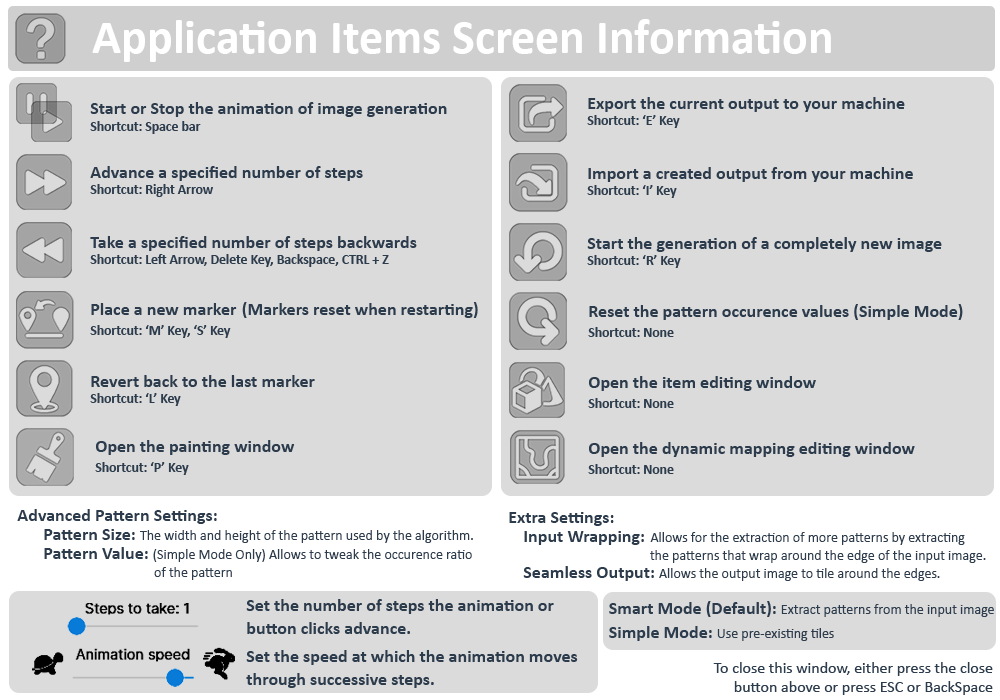 Application Items Screen Information
Start or Stop the animation of image generation
Shortcut: Space bar
Advance a specified number of steps
Shortcut: Right Arrow
Take a specified number of steps backwards
Shortcut: Left Arrow, Delete Key, Backspace, CTRL + Z
Place a new marker (Markers reset when restarting)
Shortcut: ‘M’ Key, ‘S’ Key
Revert back to the last marker
Shortcut: ‘L’ Key
Open the painting window
Shortcut: ‘P’ Key
Export the current output to your machine
Shortcut: ‘E’ Key
Import a created output from your machine
Shortcut: ‘I’ Key
Start the generation of a completely new image
Shortcut: ‘R’ Key
Reset the pattern occurence values (Simple Mode)
Shortcut: None
Open the item editing window
Shortcut: None
Open the dynamic mapping editing window
Shortcut: None
Advanced Pattern Settings:
Pattern Size: The width and height of the pattern used by the algorithm.
Pattern Value: (Simple Mode Only) Allows to tweak the occurence ratio
of the pattern
Extra Settings:
Input Wrapping: Allows for the extraction of more patterns by extracting
the patterns that wrap around the edge of the input image.
Seamless Output: Allows the output image to tile around the edges.
Steps to take: 1
Set the number of steps the animation or
button clicks advance.
Animation speed
Set the speed at which the animation moves
through successive steps.
Smart Mode (Default): Extract patterns from the input image
Simple Mode: Use pre-existing tiles
To close this window, either press the close
button above or press ESC or BackSpace